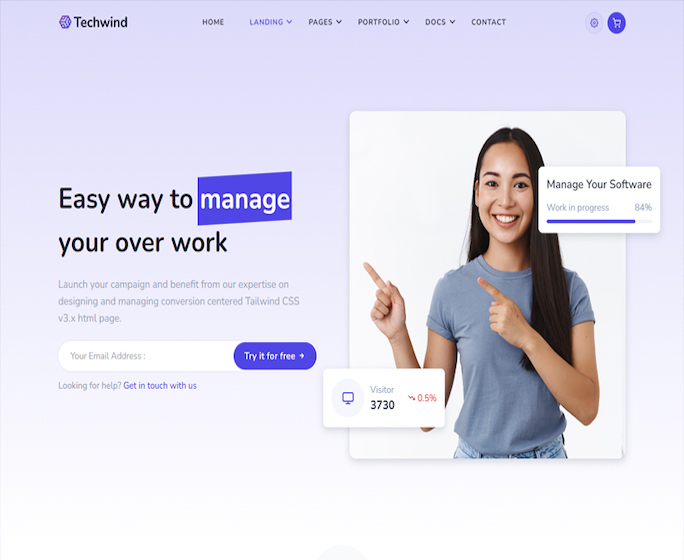 Techwind
HOME LANDING PAGES PORTFOLIO DOCS CONTACT
Easy way to manage
your over work
Launch your campaign and benefit from our expertise on
designing and managing conversion centered Tailwind CSS
v3.x html page.
Your Email Address :
Try it for free →
Looking for help? Get in touch with us
Manage Your Software
Work in progress 84%
Visitor
3730
0.5%